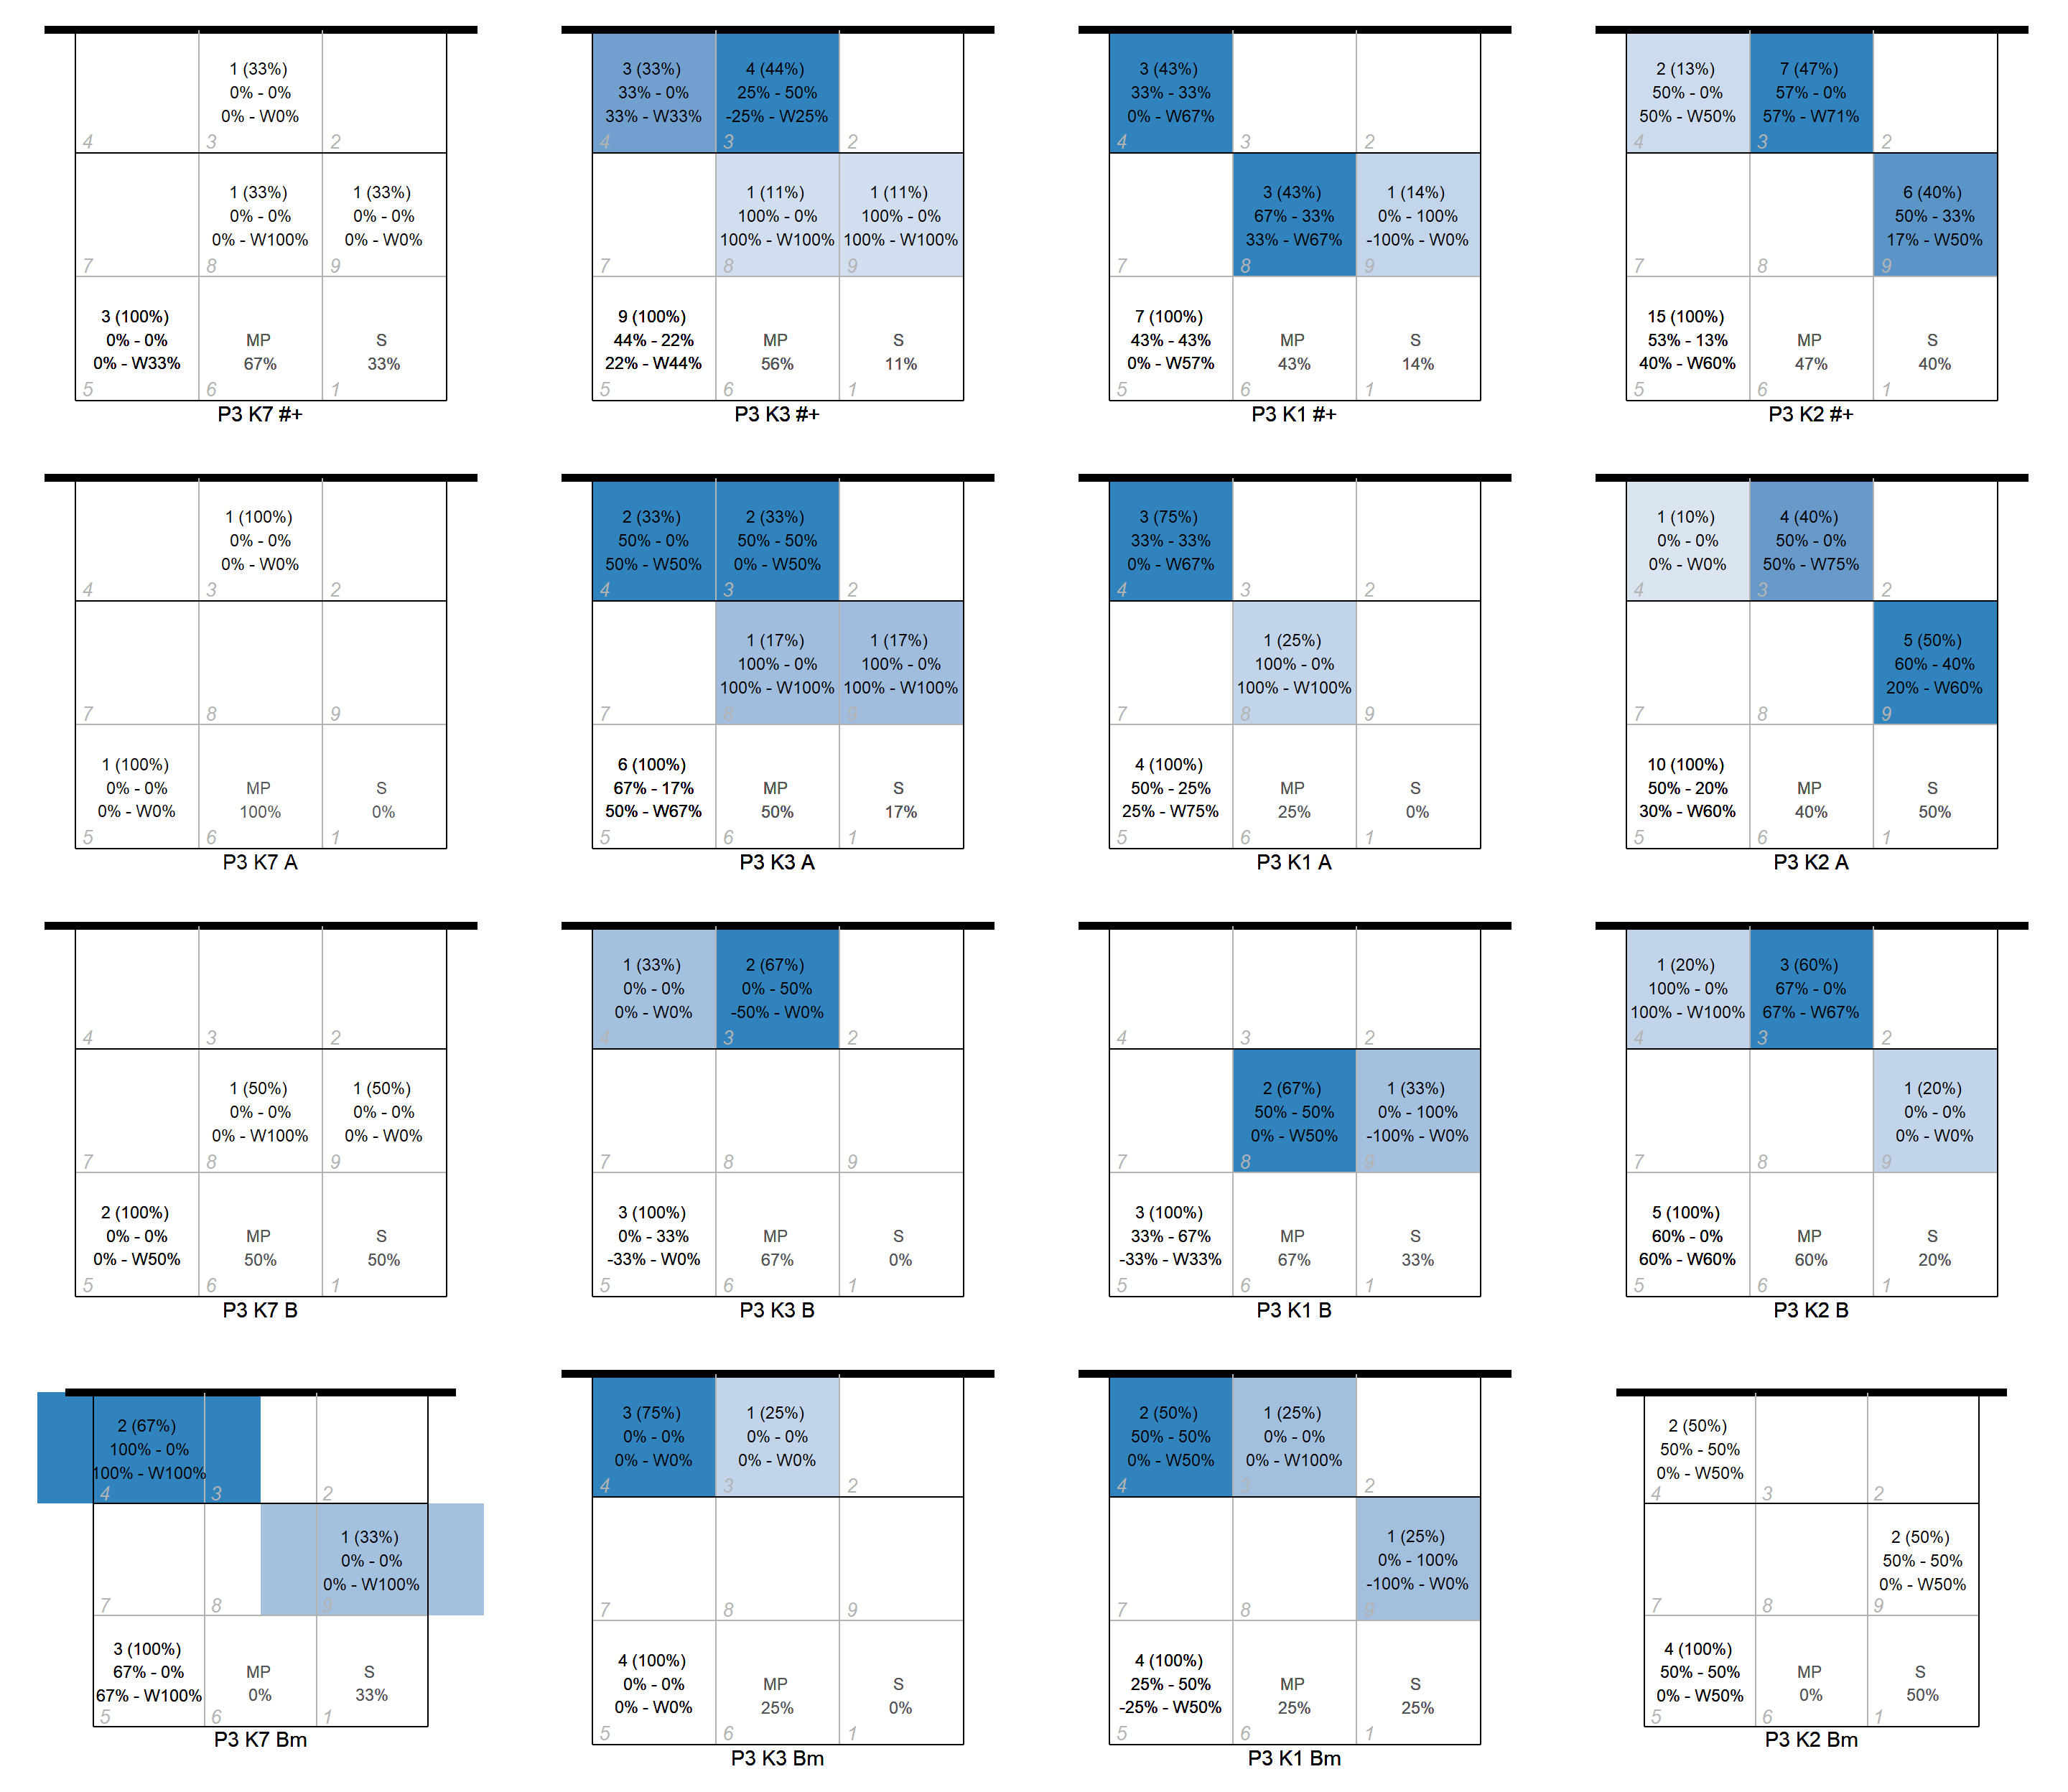 1 (33%)
0% - 0%
0% - W0%
4
3
2
1 (33%)
0% - 0%
0% - W100%
1 (33%)
0% - 0%
0% - W0%
7
8
9
3 (100%)
0% - 0%
0% - W33%
MP
67%
S
33%
5
6
1
P3 K7 #+
3 (33%)
33% - 0%
33% - W33%
4 (44%)
25% - 50%
-25% - W25%
4
3
2
1 (11%)
100% - 0%
100% - W100%
1 (11%)
100% - 0%
100% - W100%
7
8
9
9 (100%)
44% - 22%
22% - W44%
MP
56%
S
11%
5
6
1
P3 K3 #+
3 (43%)
33% - 33%
0% - W67%
4
3
2
3 (43%)
67% - 33%
33% - W67%
1 (14%)
0% - 100%
-100% - W0%
7
8
9
7 (100%)
43% - 43%
0% - W57%
MP
43%
S
14%
5
6
1
P3 K1 #+
2 (13%)
50% - 0%
50% - W50%
7 (47%)
57% - 0%
57% - W71%
4
3
2
6 (40%)
50% - 33%
17% - W50%
7
8
9
15 (100%)
53% - 13%
40% - W60%
MP
47%
S
40%
5
6
1
P3 K2 #+
1 (100%)
0% - 0%
0% - W0%
4
3
2
7
8
9
1 (100%)
0% - 0%
0% - W0%
MP
100%
S
0%
5
6
1
P3 K7 A
2 (33%)
50% - 0%
50% - W50%
2 (33%)
50% - 50%
0% - W50%
4
3
2
1 (17%)
100% - 0%
100% - W100%
1 (17%)
100% - 0%
100% - W100%
7
8
9
6 (100%)
67% - 17%
50% - W67%
MP
50%
S
17%
5
6
1
P3 K3 A
3 (75%)
33% - 33%
0% - W67%
4
3
2
1 (25%)
100% - 0%
100% - W100%
7
8
9
4 (100%)
50% - 25%
25% - W75%
MP
25%
S
0%
5
6
1
P3 K1 A
1 (10%)
0% - 0%
0% - W0%
4 (40%)
50% - 0%
50% - W75%
4
3
2
5 (50%)
60% - 40%
20% - W60%
7
8
9
10 (100%)
50% - 20%
30% - W60%
MP
40%
S
50%
5
6
1
P3 K2 A
4
3
2
1 (50%)
0% - 0%
0% - W100%
1 (50%)
0% - 0%
0% - W0%
7
8
9
2 (100%)
0% - 0%
0% - W50%
MP
50%
S
50%
5
6
1
P3 K7 B
1 (33%)
0% - 0%
0% - W0%
2 (67%)
0% - 50%
-50% - W0%
4
3
2
7
8
9
3 (100%)
0% - 33%
-33% - W0%
MP
67%
S
0%
5
6
1
P3 K3 B
4
3
2
2 (67%)
50% - 50%
0% - W50%
1 (33%)
0% - 100%
-100% - W0%
7
8
9
3 (100%)
33% - 67%
-33% - W33%
MP
67%
S
33%
5
6
1
P3 K1 B
1 (20%)
100% - 0%
100% - W100%
3 (60%)
67% - 0%
67% - W67%
4
3
2
1 (20%)
0% - 0%
0% - W0%
7
8
9
5 (100%)
60% - 0%
60% - W60%
MP
60%
S
20%
5
6
1
P3 K2 B
2 (67%)
100% - 0%
100% - W100%
4
3
2
1 (33%)
0% - 0%
0% - W100%
7
8
9
3 (100%)
67% - 0%
67% - W100%
MP
0%
S
33%
5
6
1
P3 K7 Bm
3 (75%)
0% - 0%
0% - W0%
1 (25%)
0% - 0%
0% - W0%
4
3
2
7
8
9
4 (100%)
0% - 0%
0% - W0%
MP
25%
S
0%
5
6
1
P3 K3 Bm
2 (50%)
50% - 50%
0% - W50%
1 (25%)
0% - 0%
0% - W100%
4
3
2
1 (25%)
0% - 100%
-100% - W0%
7
8
9
4 (100%)
25% - 50%
-25% - W50%
MP
25%
S
25%
5
6
1
P3 K1 Bm
2 (50%)
50% - 50%
0% - W50%
4
3
2
2 (50%)
50% - 50%
0% - W50%
7
8
9
4 (100%)
50% - 50%
0% - W50%
MP
0%
S
50%
5
6
1
P3 K2 Bm